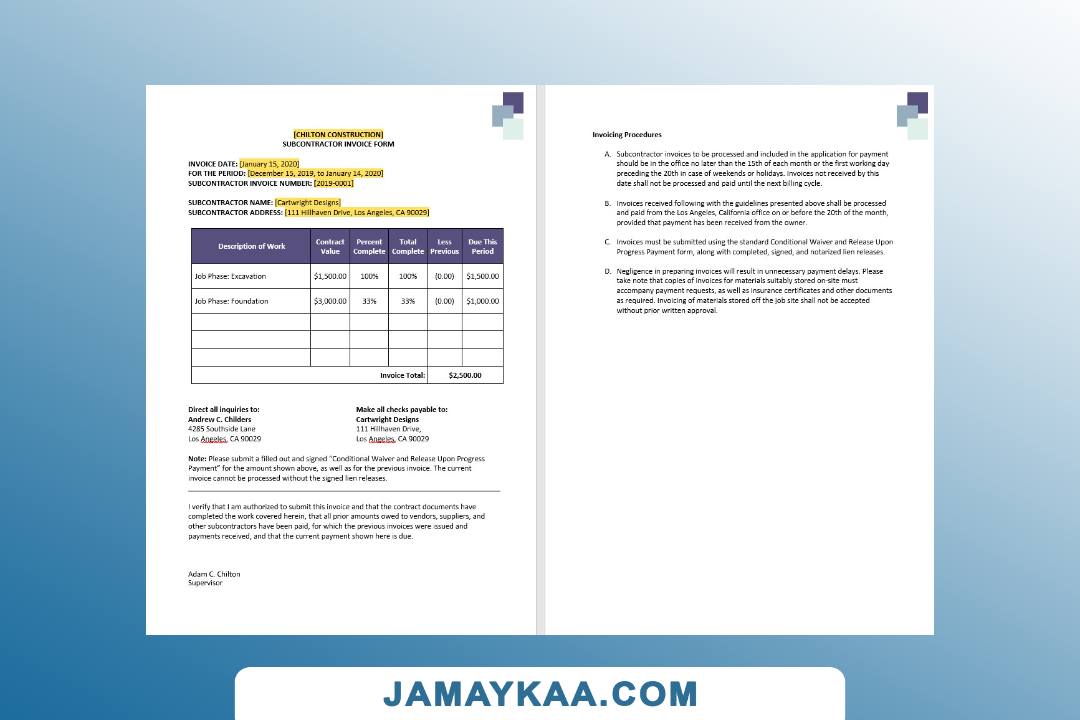 [CHILTON CONSTRUCTION]
SUBCONTRACTOR INVOICE FORM
INVOICE DATE: [January 15, 2020]
FOR THE PERIOD: [December 15, 2019, to January 14, 2020]
SUBCONTRACTOR INVOICE NUMBER: [2019-0001]
SUBCONTRACTOR NAME: [Cartwright Designs]
SUBCONTRACTOR ADDRESS: [111 Hillhaven Drive, Los Angeles, CA 90029]
Description of Work Contract Value Percent Complete Total Complete Less Previous Due This Period
Job Phase: Excavation $1,500.00 100% 100% (0.00) $1,500.00
Job Phase: Foundation $3,000.00 33% 33% (0.00) $1,000.00
Invoice Total: $2,500.00
Direct all inquiries to:
Andrew C. Childers
4285 Southside Lane
Los Angeles, CA 90029
Make all checks payable to:
Cartwright Designs
111 Hillhaven Drive,
Los Angeles, CA 90029
Note: Please submit a filled out and signed “Conditional Waiver and Release Upon Progress
Payment” for the amount shown above, as well as for the previous invoice. The current
invoice cannot be processed without the signed lien releases.
I verify that I am authorized to submit this invoice and that the contract documents have
completed the work covered herein, that all prior amounts owed to vendors, suppliers, and
other subcontractors have been paid, for which the previous invoices were issued and
payments received, and that the current payment shown here is due.
Adam C. Chilton
Supervisor
Invoicing Procedures
A. Subcontractor invoices to be processed and included in the application for payment
should be in the office no later than the 15th of each month or the first working day
preceding the 20th in case of weekends or holidays. Invoices not received by this
date shall not be processed and paid until the next billing cycle.
B. Invoices received following with the guidelines presented above shall be processed
and paid from the Los Angeles, California office on or before the 20th of the month,
provided that payment has been received from the owner.
C. Invoices must be submitted using the standard Conditional Waiver and Release Upon
Progress Payment form, along with completed, signed, and notarized lien releases.
D. Negligence in preparing invoices will result in unnecessary payment delays. Please
take note that copies of invoices for materials suitably stored on-site must
accompany payment requests, as well as insurance certificates and other documents
as required. Invoicing of materials stored off the job site shall not be accepted
without prior written approval.
JAMAYKAA.COM